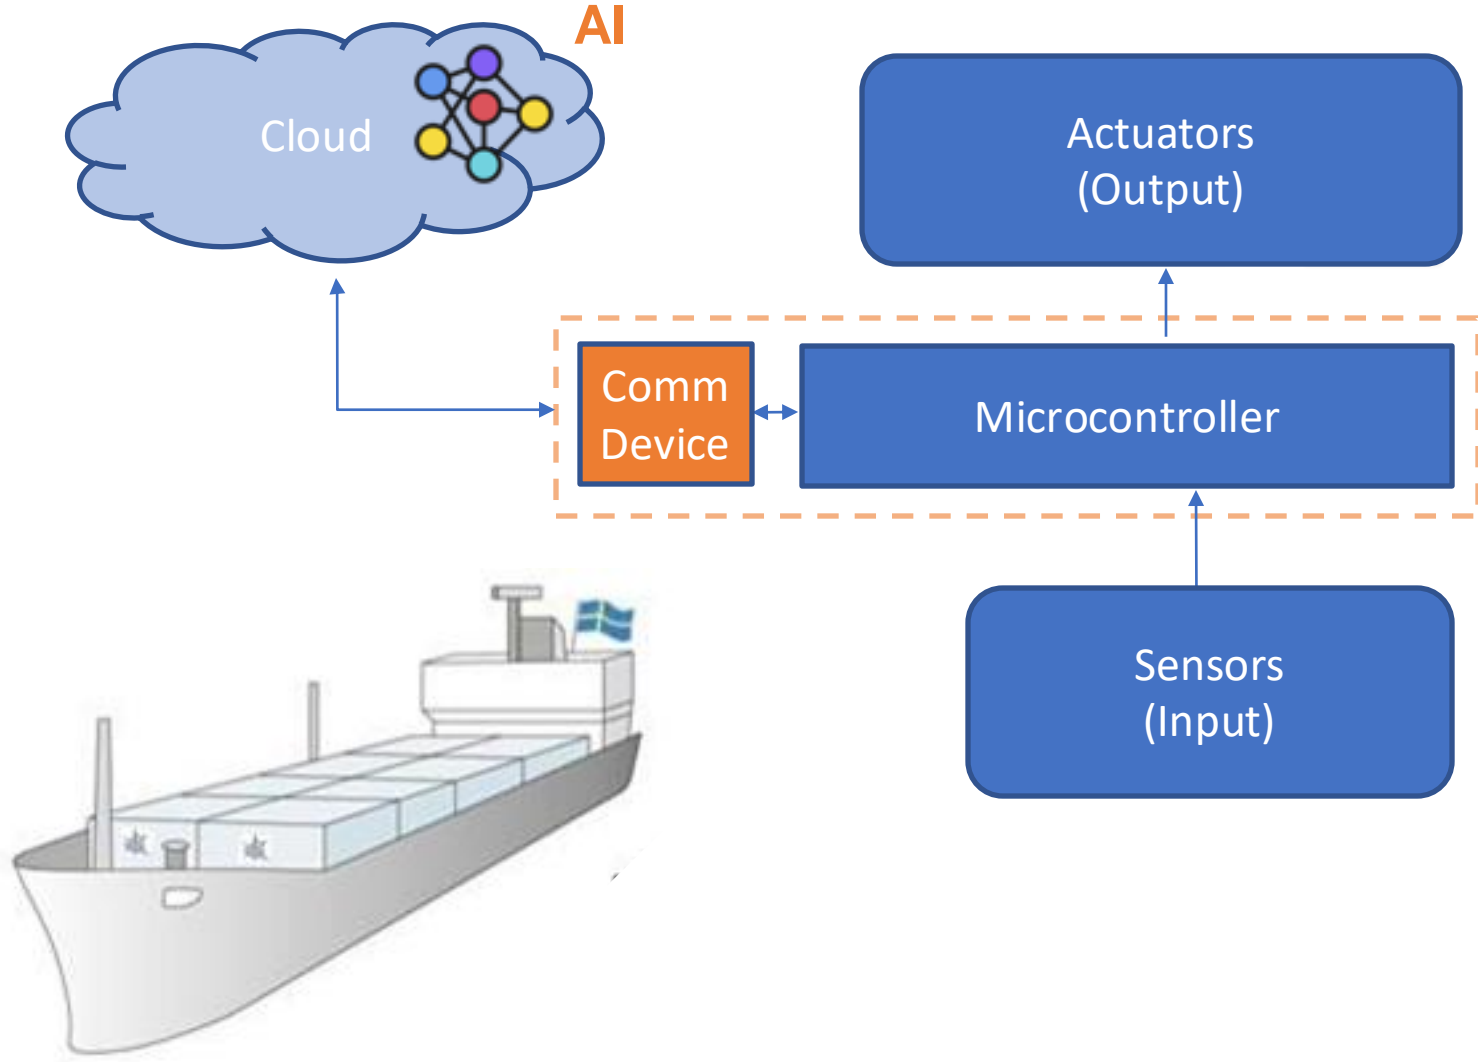 AI
Cloud
Actuators
(Output)
Comm
Device
Microcontroller
Sensors
(Input)